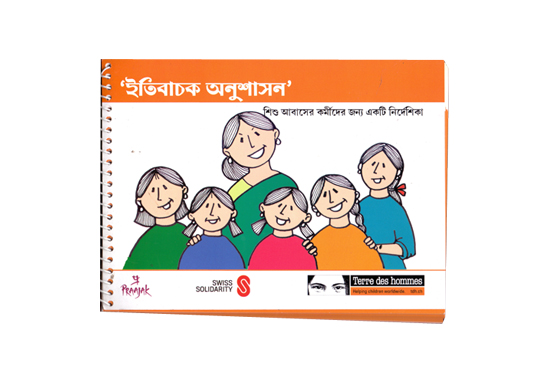 ‘ইতিবাচক অনুশাসন’
শিশু আবাসের কর্মীদের জন্য একটি নির্দেশিকা
Praajak
SWISS
SOLIDARITY
Terre des hommes
Helping children worldwide.